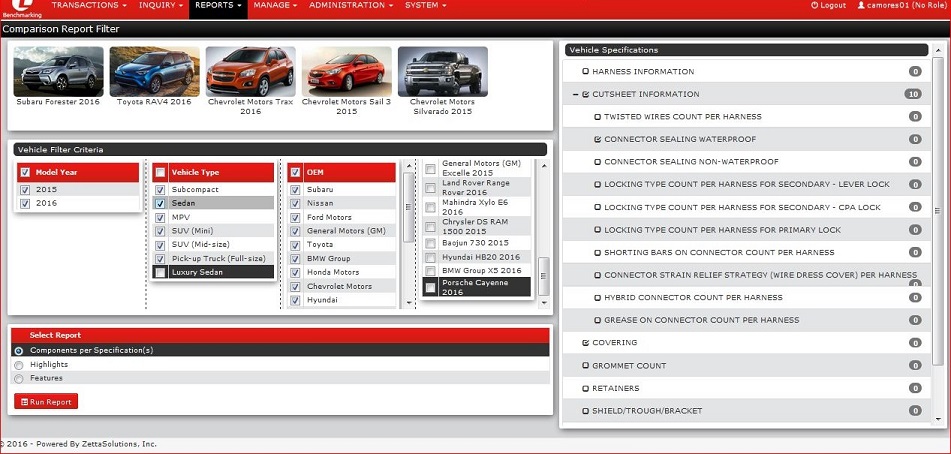 Benchmarking
TRANSACTIONS INQUIRY REPORTS MANAGE ADMINISTRATION SYSTEM
Logout camores01 (No Role)
Comparison Report Filter
Subaru Forester 2016
Toyota RAV4 2016
Chevrolet Motors Trax
2016
Chevrolet Motors Sail 3
2015
Chevrolet Motors
Silverado 2015
Vehicle Filter Criteria
Model Year
2015
2016
Vehicle Type
Subcompact
Sedan
MPV
SUV (Mini)
SUV (Mid-size)
Pick-up Truck (Full-size)
Luxury Sedan
OEM
Subaru
Nissan
Ford Motors
General Motors (GM)
Toyota
BMW Group
Honda Motors
Chevrolet Motors
Hyundai
General Motors (GM)
Excelle 2015
Land Rover Range
Rover 2016
Mahindra Xylo E6
2016
Chrysler DS RAM
1500 2015
Baojun 730 2015
Hyundai HB20 2016
BMW Group X5 2016
Porsche Cayenne
2016
Select Report
Components per Specification(s)
Highlights
Features
Run Report
Vehicle Specifications
HARNESS INFORMATION 0
CUTSHEET INFORMATION 10
TWISTED WIRES COUNT PER HARNESS 0
CONNECTOR SEALING WATERPROOF 0
CONNECTOR SEALING NON-WATERPROOF 0
LOCKING TYPE COUNT PER HARNESS FOR SECONDARY - LEVER LOCK 0
LOCKING TYPE COUNT PER HARNESS FOR SECONDARY - CPA LOCK 0
LOCKING TYPE COUNT PER HARNESS FOR PRIMARY LOCK 0
SHORTING BARS ON CONNECTOR COUNT PER HARNESS 0
CONNECTOR STRAIN RELIEF STRATEGY (WIRE DRESS COVER) PER HARNESS
0
HYBRID CONNECTOR COUNT PER HARNESS 0
GREASE ON CONNECTOR COUNT PER HARNESS 0
COVERING 0
GROMMET COUNT 0
RETAINERS 0
SHIELD/TROUGH/BRACKET 0
© 2016 - Powered By ZettaSolutions, Inc.